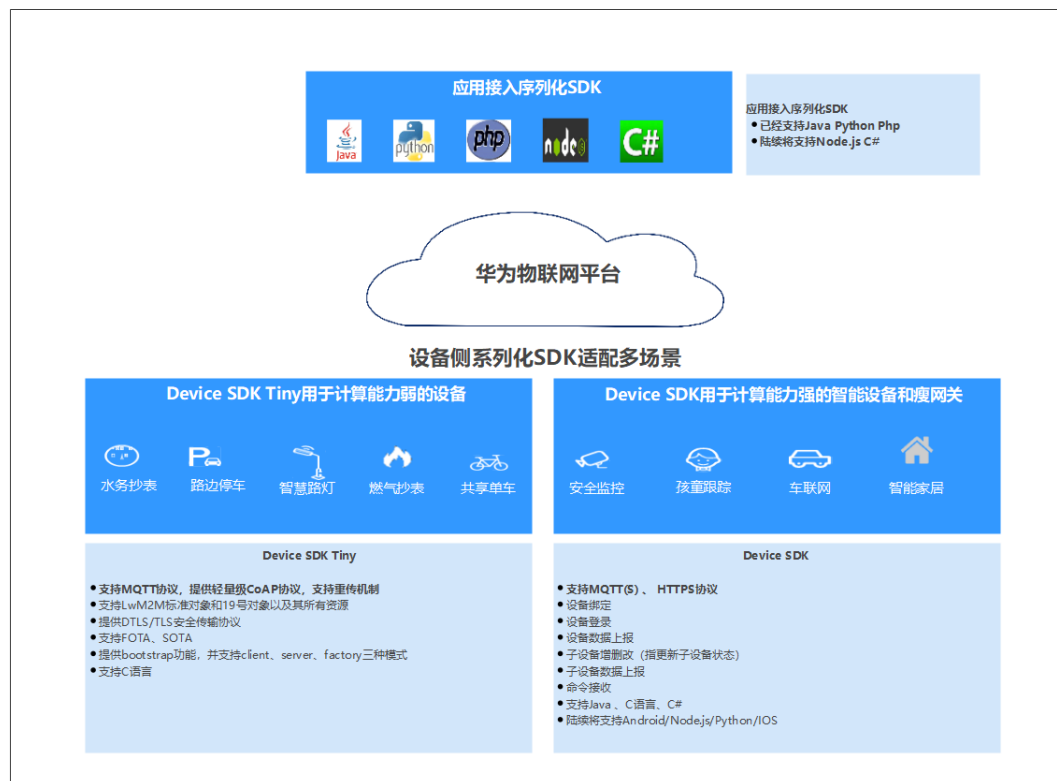 应用接入序列化SDK
Java
python
php
node
C#
应用接入序列化SDK
●已经支持Java Python Php
●陆续将支持Node.js C#
华为物联网平台
设备侧系列化SDK适配多场景
Device SDK Tiny用于计算能力弱的设备
P
水务抄表
路边停车
智慧路灯
燃气抄表
共享单车
Device SDK用于计算能力强的智能设备和瘦网关
安全监控
孩童跟踪
车联网
智能家居
Device SDK Tiny
●支持MQTT协议，提供轻量级CoAP协议，支持重传机制
●支持LwM2M标准对象和19号对象以及其所有资源
●提供DTLS/TLS安全传输协议
●支持FOTA、SOTA
●提供bootstrap功能，并支持client、server、factory三种模式
●支持C语言
Device SDK
●支持MQTT(S) 、 HTTPS协议
●设备绑定
●设备登录
●设备数据上报
●子设备增删改（指更新子设备状态）
●子设备数据上报
●命令接收
●支持Java 、C语言、C#
●陆续将支持Android/Node.js/Python/IOS